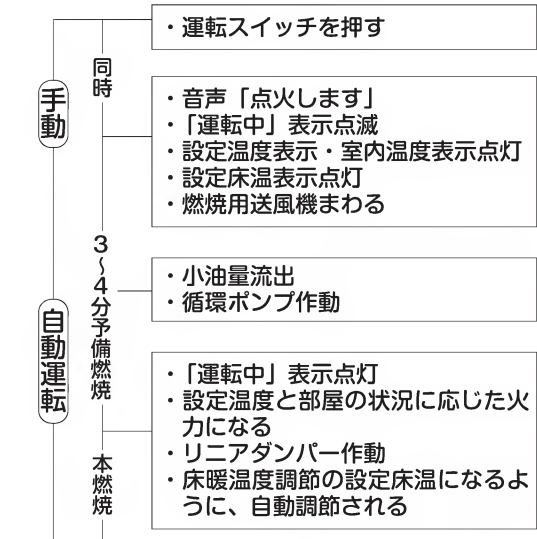 ・運転スイッチを押す
同時
手動
・音声「点火します」
・「運転中」表示点滅
・設定温度表示・室内温度表示点灯
・設定床温表示点灯
・燃焼用送風機まわる
3〜4分予備燃焼
・小油量流出
・循環ポンプ作動
自動運転
・「運転中」表示点灯
・設定温度と部屋の状況に応じた火
力になる
・リニアダンパー作動
・床暖温度調節の設定床温になるよ
うに、自動調節される
本燃焼